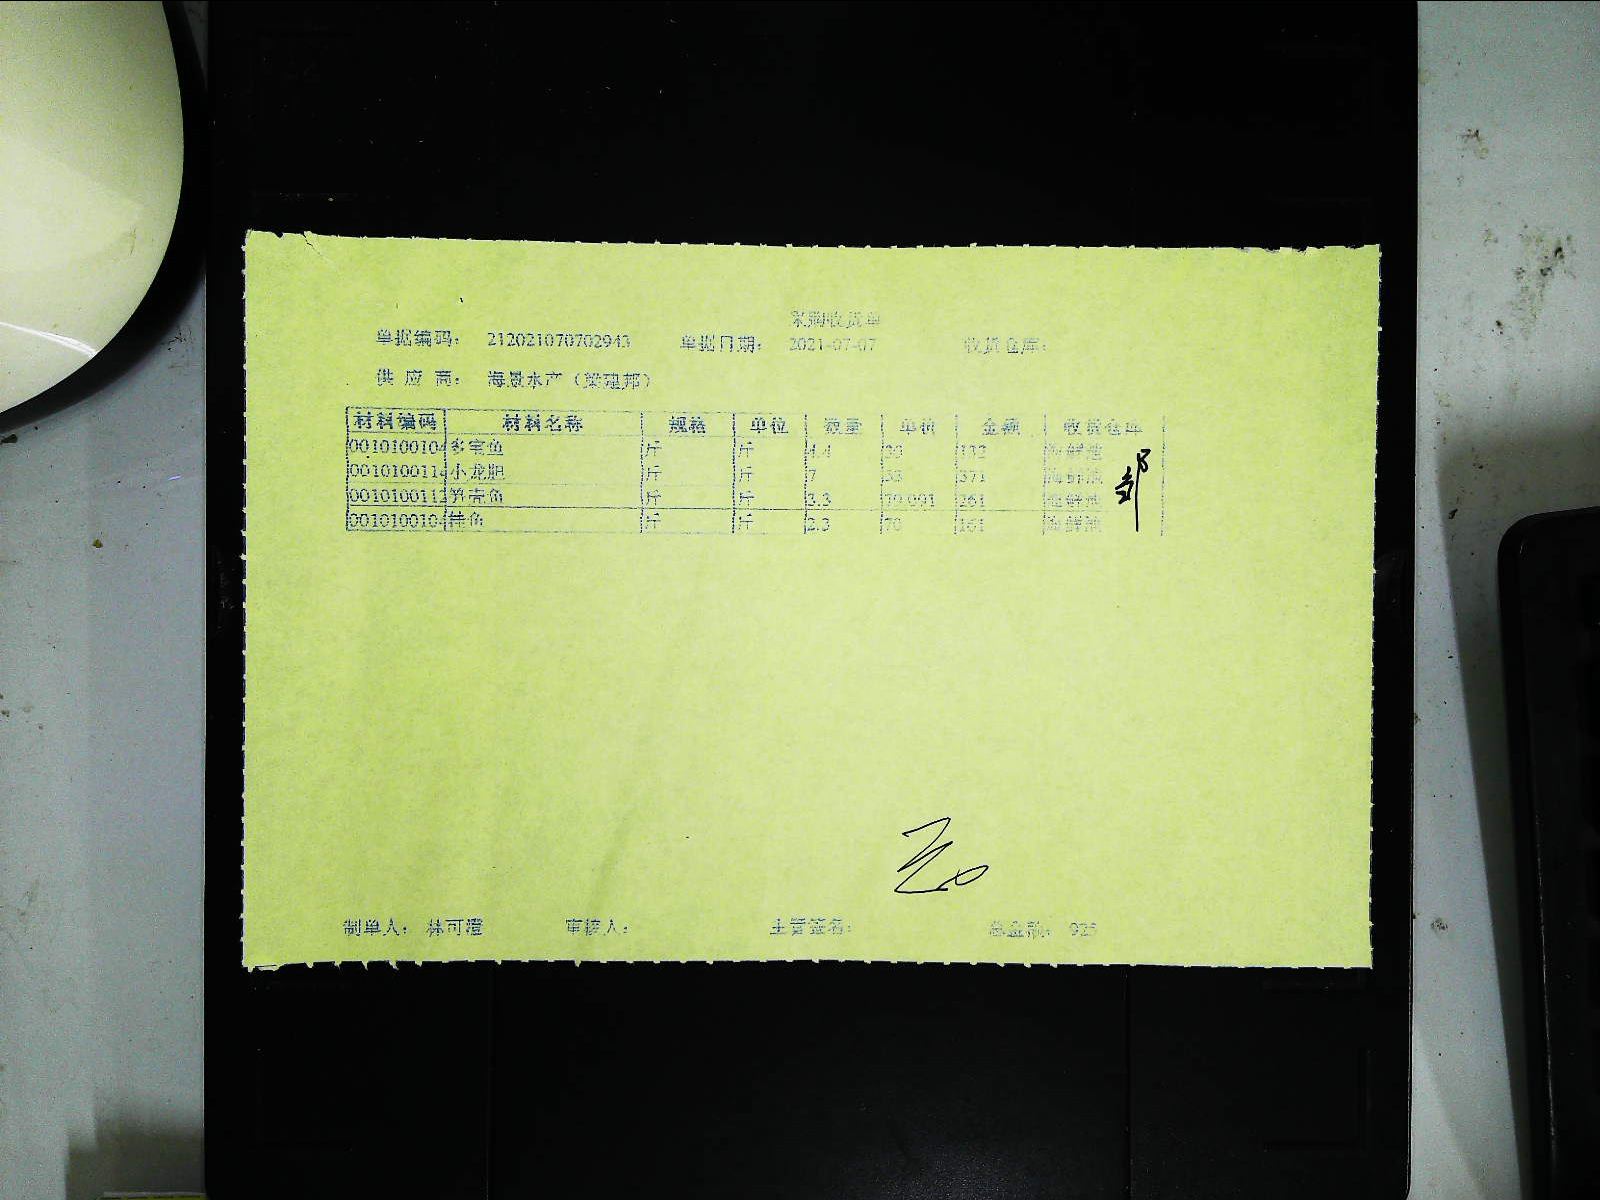 采购收货单
单据编码： 212021070702943 单据日期： 2021-07-07 收货仓库：
供 应 商： 海景水产（梁建邦）
材料编码 材料名称 规格 单位 数量 单价 金额 收货仓库
0010100104 多宝鱼 斤 斤 4.4 30 132 海鲜池
001010011 小龙胆 斤 斤 7 53 371 海鲜池
0010100112 笋壳鱼 斤 斤 3.3 79.091 261 海鲜池
0010100104 桂鱼 斤 斤 2.3 70 161 海鲜池
制单人： 林可澄 审核人： 主管签名： 总金额： 925